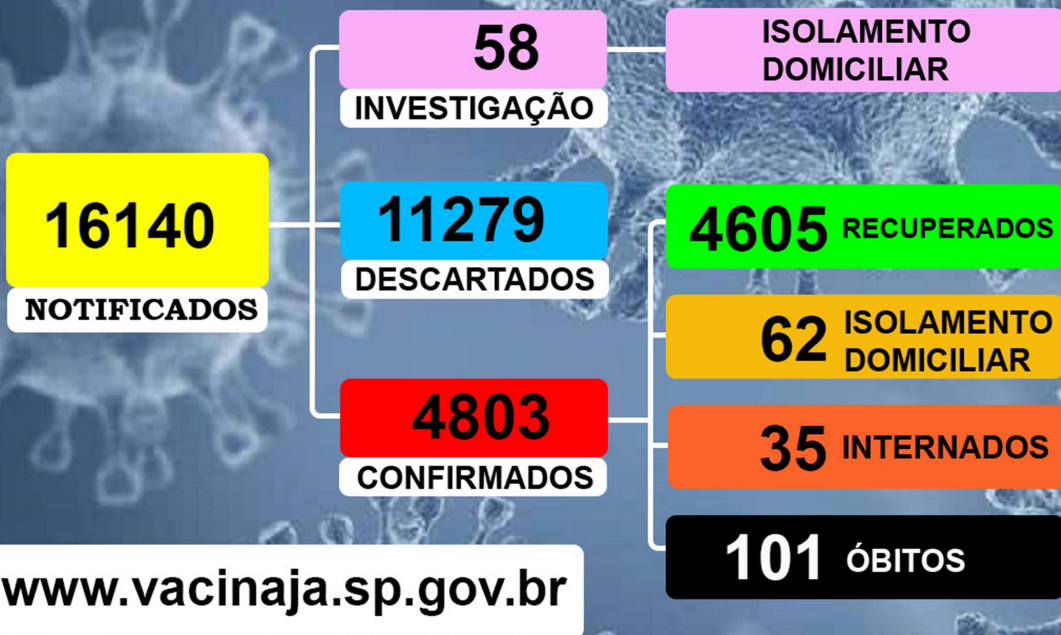 16140
NOTIFICADOS
58
INVESTIGAÇÃO
ISOLAMENTO
DOMICILIAR
11279
DESCARTADOS
4803
CONFIRMADOS
4605 RECUPERADOS
62 ISOLAMENTO
DOMICILIAR
35 INTERNADOS
101 ÓBITOS
www.vacinaja.sp.gov.br